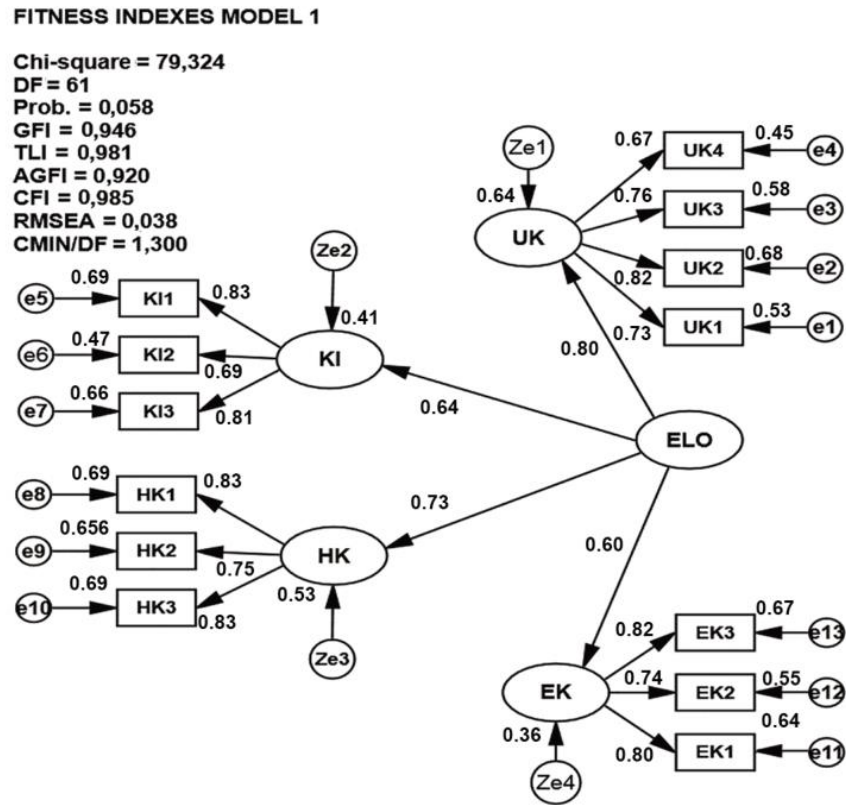 FITNESS INDEXES MODEL 1
Chi-square = 79,324
DF = 61
Prob. = 0,058
GFI = 0,946
TLI = 0,981
AGFI = 0,920
CFI = 0,985
RMSEA = 0,038
CMIN/DF = 1,300
Ze1
0.64
UK
0.67
UK4
0.45
e4
0.76
UK3
0.58
e3
0.82
UK2
0.68
e2
0.73
UK1
0.53
e1
0.80
Ze2
0.41
KI
e5
0.69
KI1
0.83
e6
0.47
KI2
0.69
e7
0.66
KI3
0.81
0.64
ELO
e8
0.69
HK1
0.83
e9
0.656
HK2
0.75
e10
0.69
HK3
0.83
HK
0.53
Ze3
0.73
0.60
EK
0.36
Ze4
0.82
EK3
0.67
e13
0.74
EK2
0.55
e12
0.80
EK1
0.64
e11